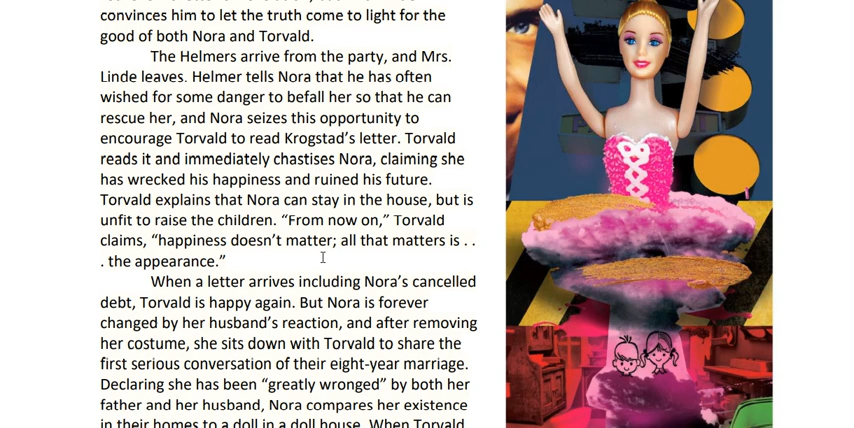 convinces him to let the truth come to light for the
good of both Nora and Torvald.
The Helmers arrive from the party, and Mrs.
Linde leaves. Helmer tells Nora that he has often
wished for some danger to befall her so that he can
rescue her, and Nora seizes this opportunity to
encourage Torvald to read Krogstad’s letter. Torvald
reads it and immediately chastises Nora, claiming she
has wrecked his happiness and ruined his future.
Torvald explains that Nora can stay in the house, but is
unfit to raise the children. “From now on,” Torvald
claims, “happiness doesn’t matter; all that matters is . .
. the appearance.”
When a letter arrives including Nora’s cancelled
debt, Torvald is happy again. But Nora is forever
changed by her husband’s reaction, and after removing
her costume, she sits down with Torvald to share the
first serious conversation of their eight-year marriage.
Declaring she has been “greatly wronged” by both her
father and her husband, Nora compares her existence
in their homes to a doll in a doll house. When Torvald